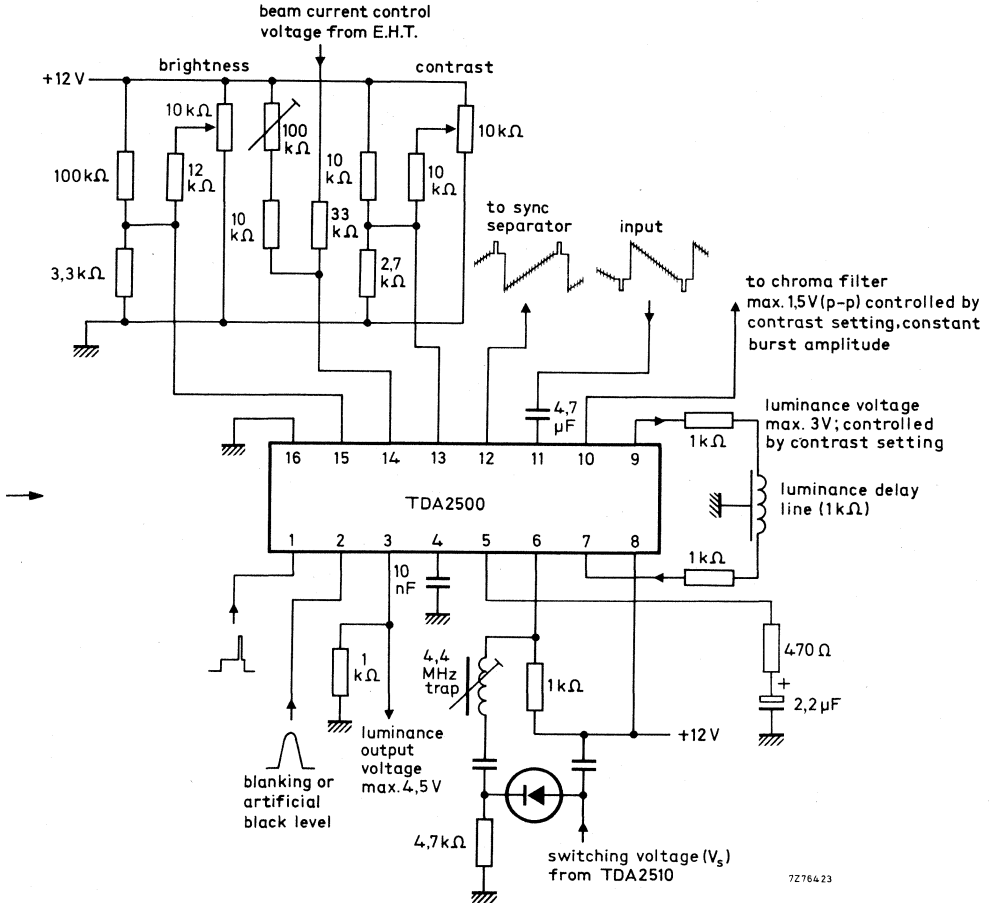 beam current control
voltage from E.H.T.
+12 V
brightness
contrast
10 kΩ
100
kΩ
10 kΩ
100 kΩ
12
kΩ
10
kΩ
10
kΩ
10
kΩ
33
kΩ
3,3 kΩ
2,7
kΩ
to sync
separator
input
to chroma filter
max. 1,5V (p-p) controlled by
contrast setting, constant
burst amplitude
4,7
µF
1 kΩ
luminance voltage
max. 3V; controlled
by contrast setting
16 15 14 13 12 11 10 9
TDA2500
luminance delay
line (1 kΩ)
1 2 3 4 5 6 7 8
10
nF
1 kΩ
1
kΩ
4,4
MHz
trap
1 kΩ
470 Ω
+
2,2 µF
luminance
output
voltage
max. 4,5 V
+12 V
blanking or
artificial
black level
4,7 kΩ
switching voltage (Vs)
from TDA2510
7Z76423